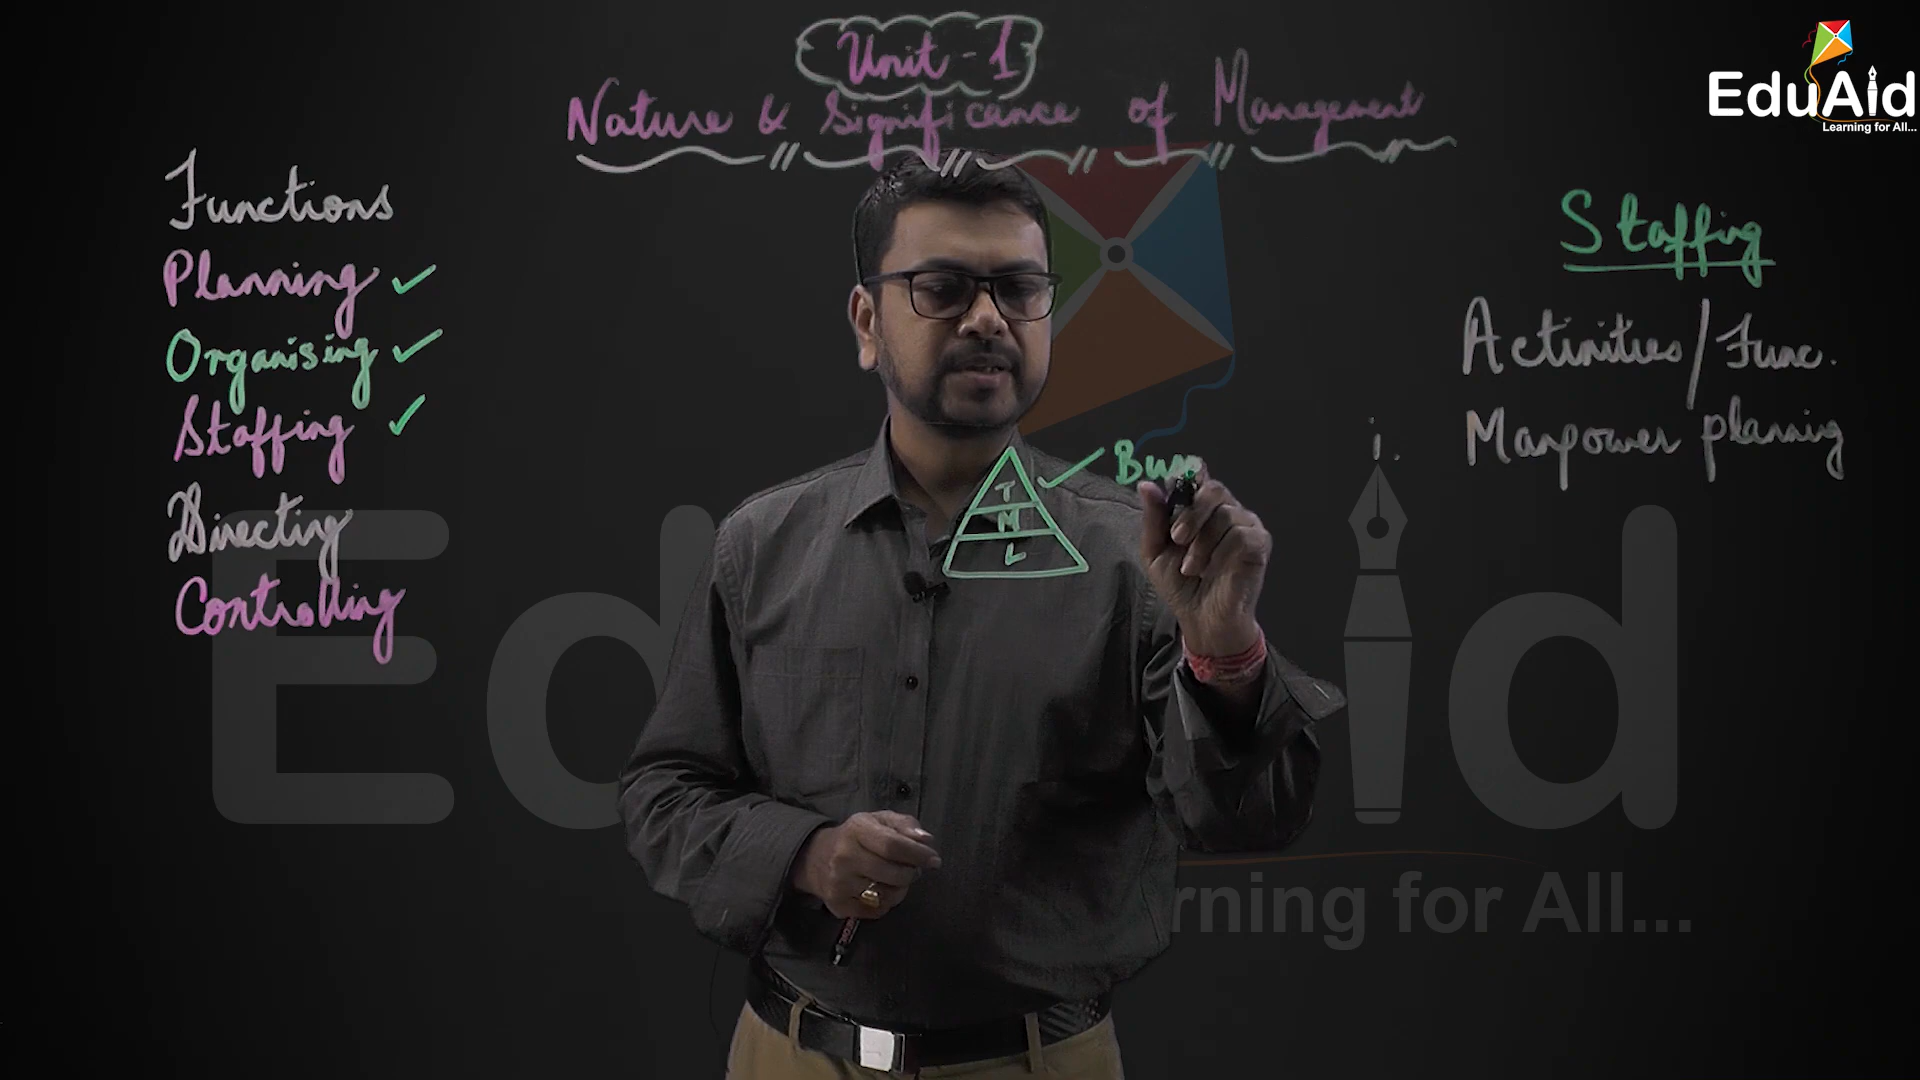 Unit - 1
Nature & Significance of Management
EduAid
Learning for All...
Functions
Planning
Organising
Staffing
Directing
Controlling
T
M
L
Staffing
Activities/Func.
i. Manpower planning
rning for All...